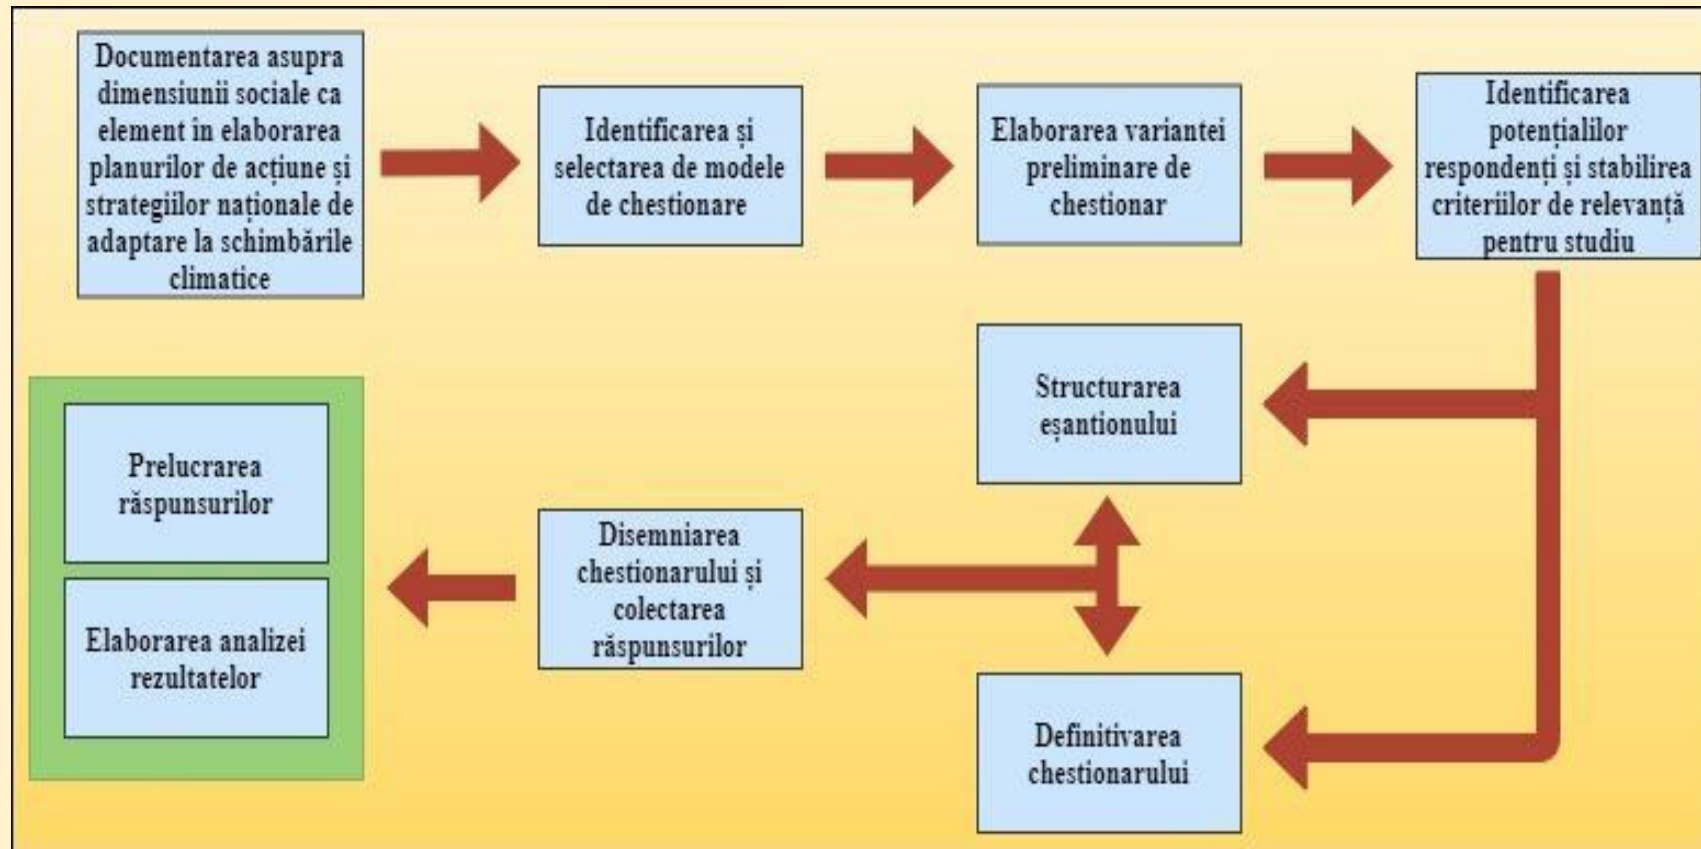 Documentarea asupra
dimensiunii sociale ca
element în elaborarea
planurilor de acțiune și
strategiilor naționale de
adaptare la schimbările
climatice
Identificarea și
selectarea de modele
de chestionare
Elaborarea variantei
preliminare de
chestionar
Identificarea
potențialilor
respondenți și stabilirea
criteriilor de relevanță
pentru studiu
Structurarea
eșantionului
Definitivarea
chestionarului
Disemniarea
chestionarului și
colectarea
răspunsurilor
Prelucrarea
răspunsurilor
Elaborarea analizei
rezultatelor